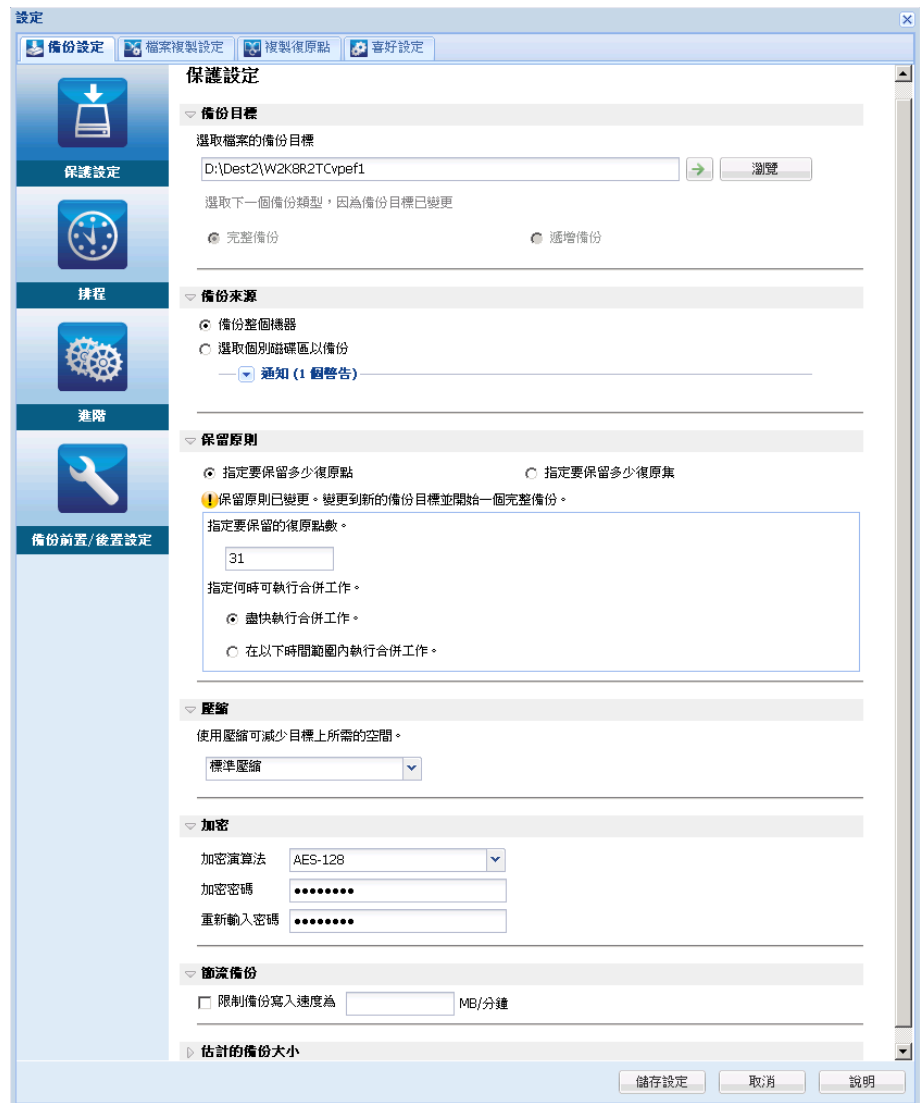 設定
備份設定
檔案複製設定
複製復原點
喜好設定
保護設定
排程
進階
備份前置/後置設定
保護設定
備份目標
選取檔案的備份目標
D:\Dest2\W2K8R2TCvpef1
瀏覽
選取下一個備份類型，因為備份目標已變更
完整備份
遞增備份
備份來源
備份整個機器
選取個別磁碟區以備份
通知 (1 個警告)
保留原則
指定要保留多少復原點
指定要保留多少復原集
保留原則已變更。變更到新的備份目標並開始一個完整備份。
指定要保留的復原點數。
31
指定何時可執行合併工作。
盡快執行合併工作。
在以下時間範圍內執行合併工作。
壓縮
使用壓縮可減少目標上所需的空間。
標準壓縮
加密
加密演算法
AES-128
加密密碼
●●●●●●●●
重新輸入密碼
●●●●●●●●
節流備份
限制備份寫入速度為
MB/分鐘
估計的備份大小
儲存設定
取消
說明